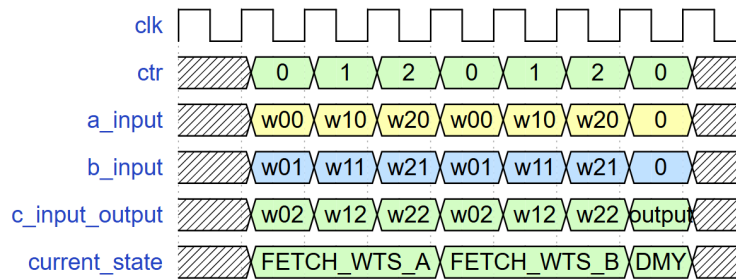 clk
ctr 0 1 2 0 1 2 0
a_input w00 w10 w20 w00 w10 w20 0
b_input w01 w11 w21 w01 w11 w21 0
c_input_output w02 w12 w22 w02 w12 w22 output
current_state FETCH_WTS_A FETCH_WTS_B DMY